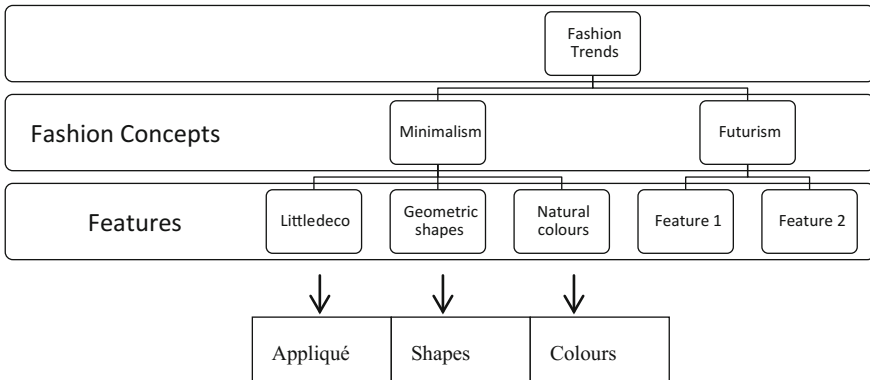 Fashion
Trends
Fashion Concepts
Minimalism
Futurism
Features
Littledeco
Geometric
shapes
Natural
colours
Feature 1
Feature 2
Appliqué
Shapes
Colours